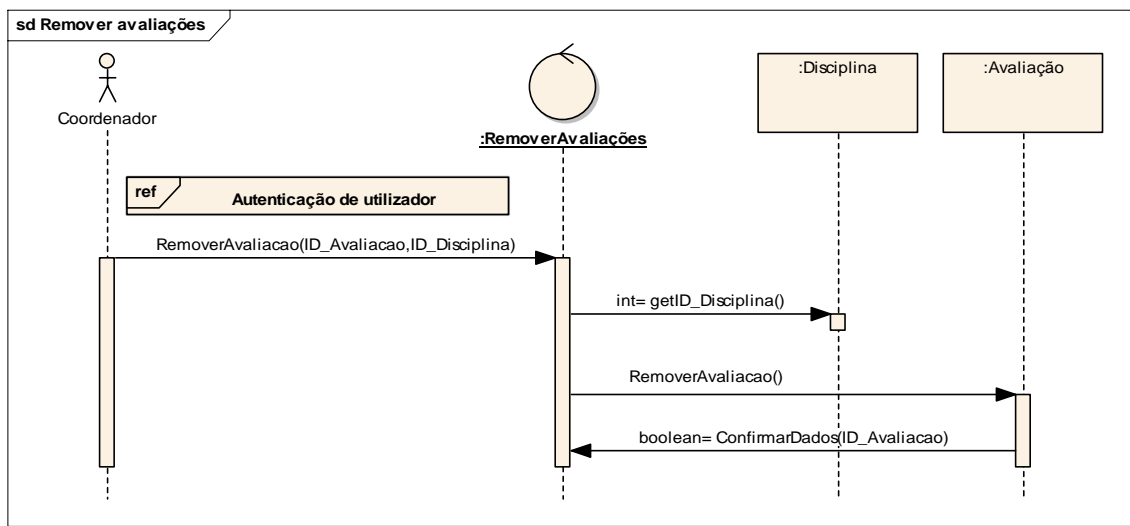 sd Remover avaliações
:Disciplina
:Avaliação
Coordenador
:RemoverAvaliações
ref
Autenticação de utilizador
RemoverAvaliacao(ID_Avaliacao,ID_Disciplina)
int= getID_Disciplina()
RemoverAvaliacao()
boolean= ConfirmarDados(ID_Avaliacao)